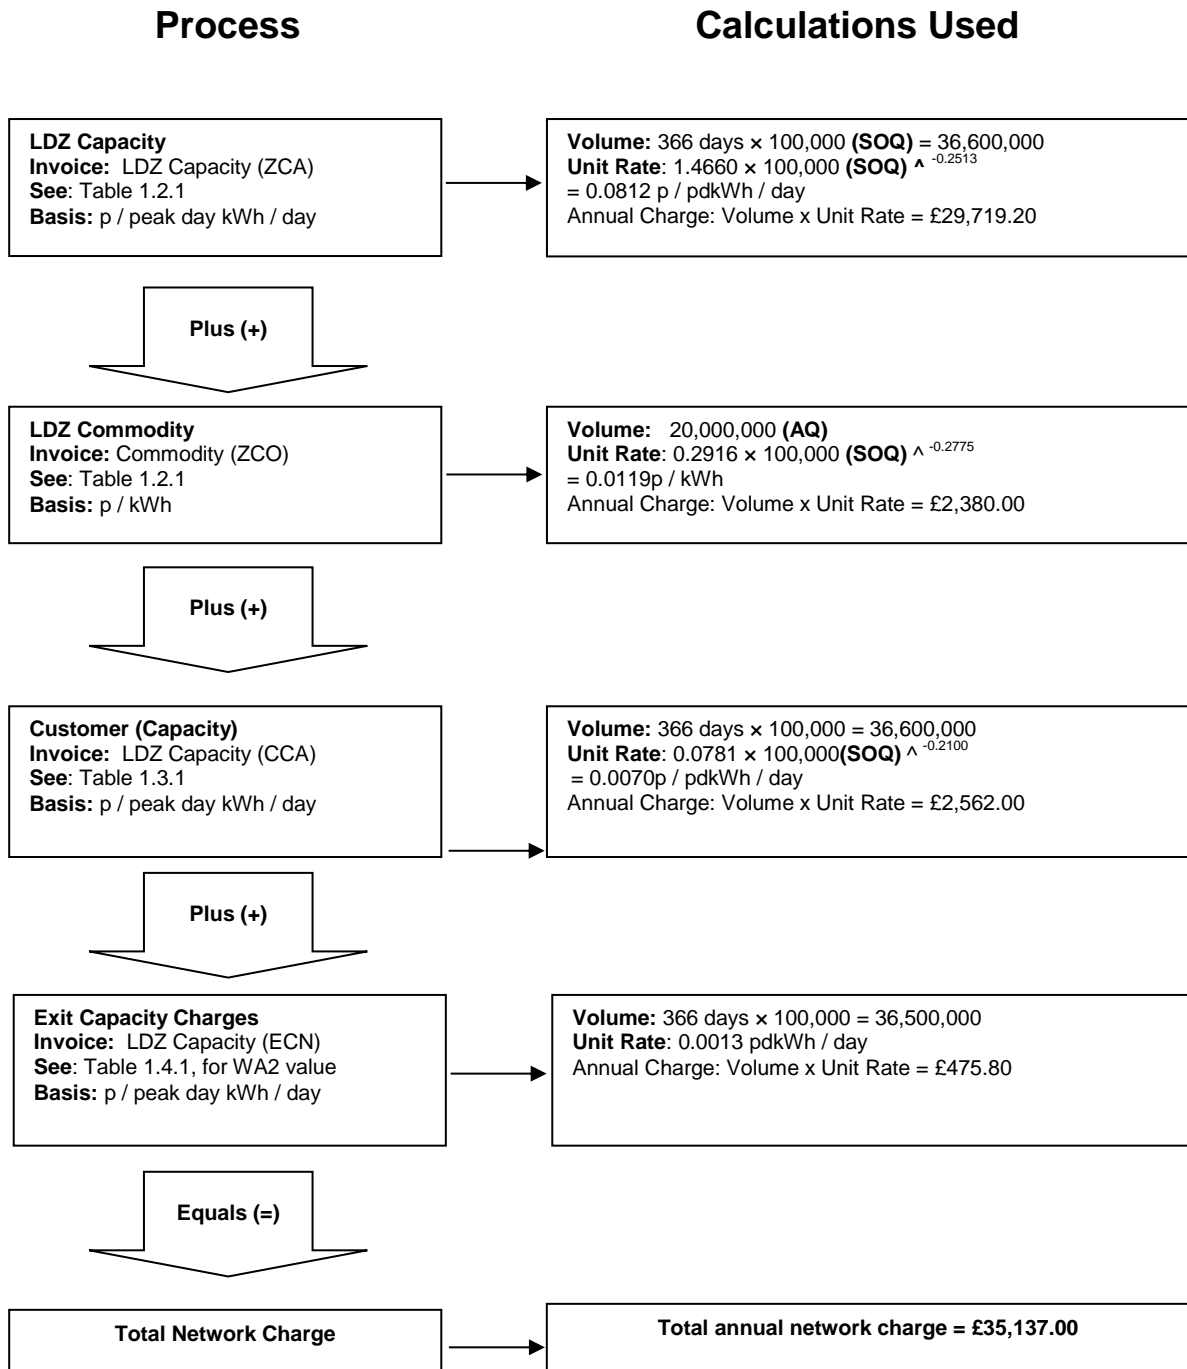 Process
Calculations Used
LDZ Capacity
Invoice: LDZ Capacity (ZCA)
See: Table 1.2.1
Basis: p / peak day kWh / day
Volume: 366 days × 100,000 (SOQ) = 36,600,000
Unit Rate: 1.4660 × 100,000 (SOQ) ^ -0.2513
= 0.0812 p / pdkWh / day
Annual Charge: Volume x Unit Rate = £29,719.20
Plus (+)
LDZ Commodity
Invoice: Commodity (ZCO)
See: Table 1.2.1
Basis: p / kWh
Volume: 20,000,000 (AQ)
Unit Rate: 0.2916 × 100,000 (SOQ) ^ -0.2775
= 0.0119p / kWh
Annual Charge: Volume x Unit Rate = £2,380.00
Plus (+)
Customer (Capacity)
Invoice: LDZ Capacity (CCA)
See: Table 1.3.1
Basis: p / peak day kWh / day
Volume: 366 days × 100,000 = 36,600,000
Unit Rate: 0.0781 × 100,000(SOQ) ^ -0.2100
= 0.0070p / pdkWh / day
Annual Charge: Volume x Unit Rate = £2,562.00
Plus (+)
Exit Capacity Charges
Invoice: LDZ Capacity (ECN)
See: Table 1.4.1, for WA2 value
Basis: p / peak day kWh / day
Volume: 366 days × 100,000 = 36,500,000
Unit Rate: 0.0013 pdkWh / day
Annual Charge: Volume x Unit Rate = £475.80
Equals (=)
Total Network Charge
Total annual network charge = £35,137.00